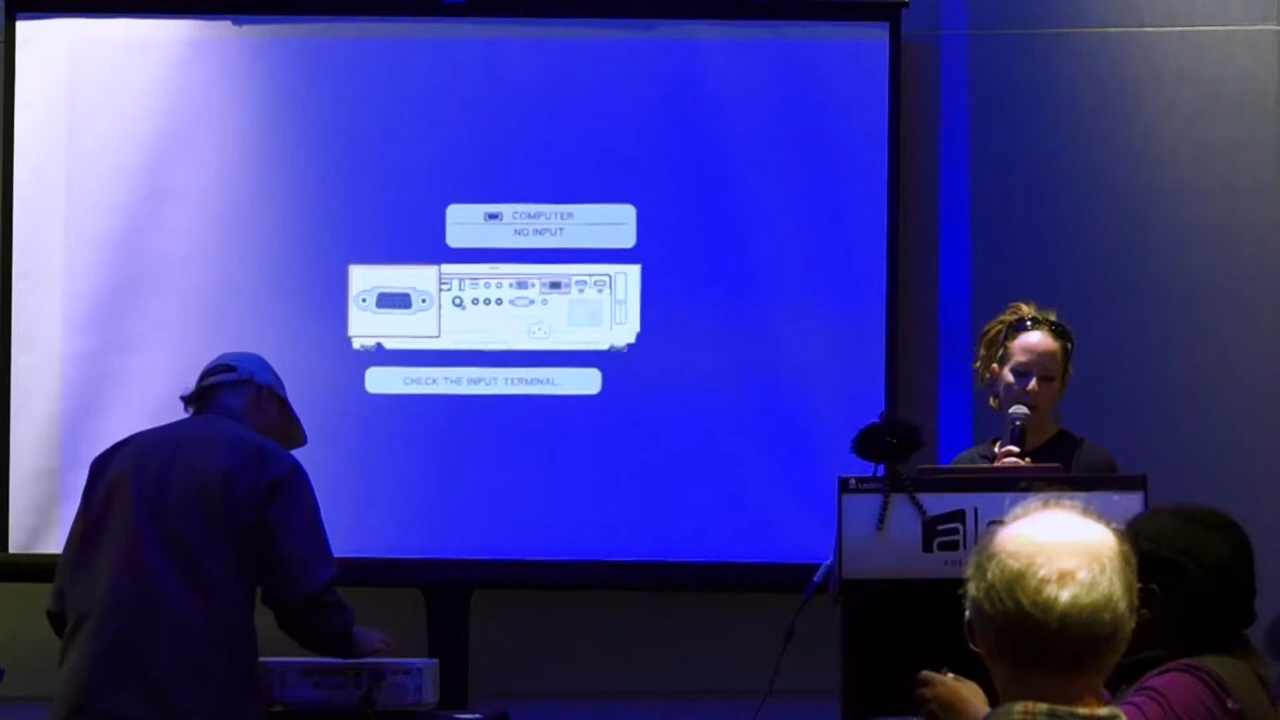 COMPUTER
NO INPUT
CHECK THE INPUT TERMINAL.
a